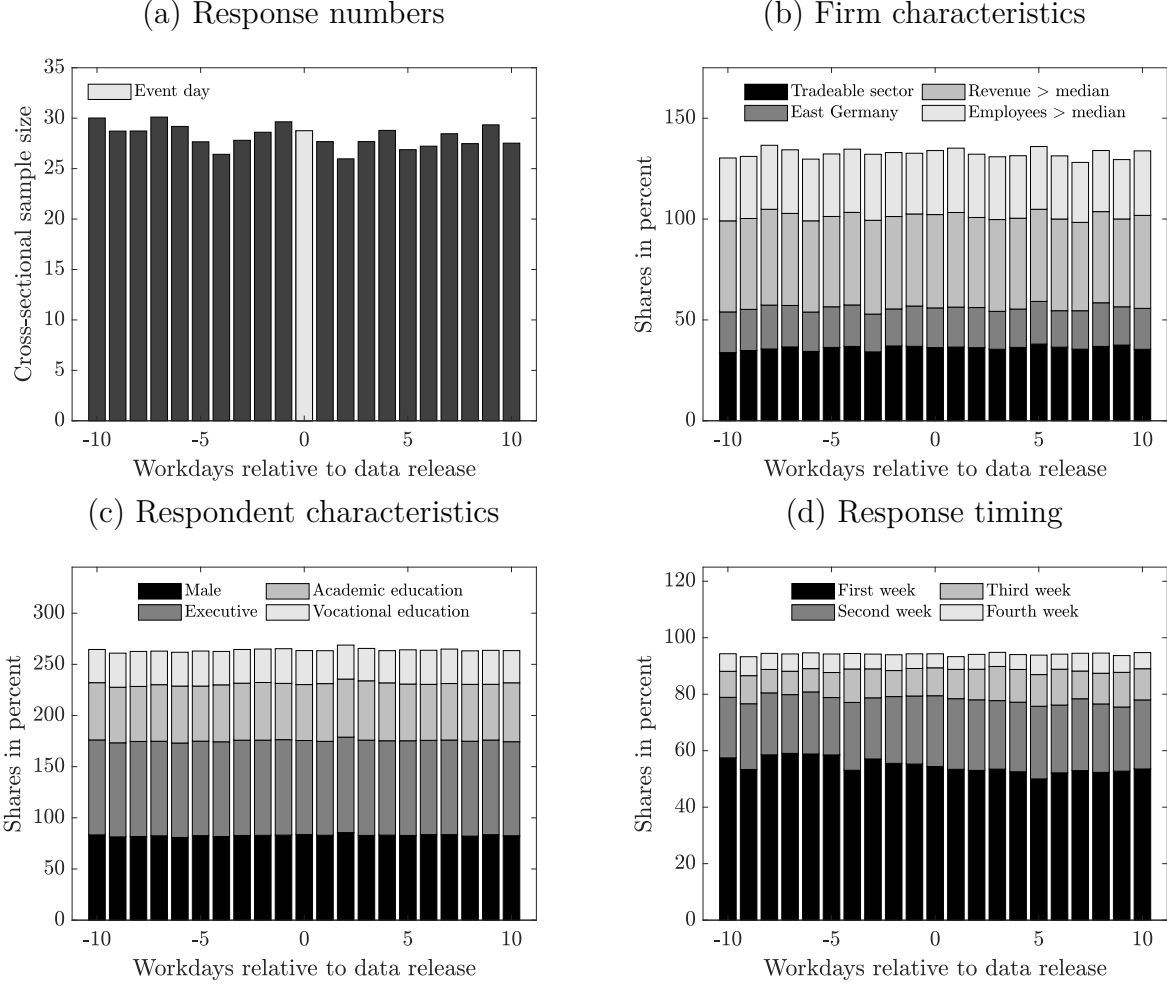 (a) Response numbers
Cross-sectional sample size
35
30
25
20
15
10
5
0
Event day
-10 -5 0 5 10
Workdays relative to data release
(b) Firm characteristics
Shares in percent
150
100
50
0
Tradeable sector Revenue > median
East Germany Employees > median
-10 -5 0 5 10
Workdays relative to data release
(c) Respondent characteristics
Shares in percent
300
250
200
150
100
50
0
Male Academic education
Executive Vocational education
-10 -5 0 5 10
Workdays relative to data release
(d) Response timing
Shares in percent
120
100
80
60
40
20
0
First week Third week
Second week Fourth week
-10 -5 0 5 10
Workdays relative to data release